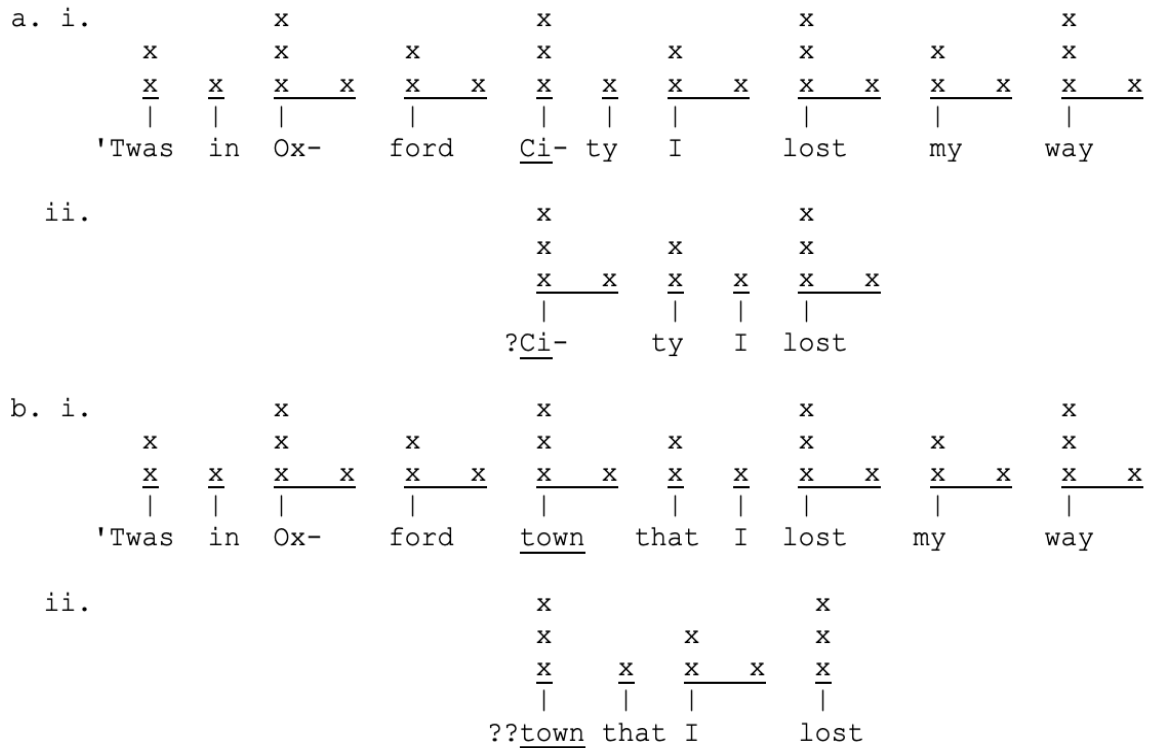 a. i. x x x x
x x x x x x x x
x x x x x x x x x x x x x x x x
| | | | | | | | | |
'Twas in Ox- ford Ci- ty I lost my way
ii. x x
x x x
x x x x x x
| | | |
?Ci- ty I lost
b. i. x x x x
x x x x x x x x
x x x x x x x x x x x x x x x x
| | | | | | | | | |
'Twas in Ox- ford town that I lost my way
ii. x x
x x x
x x x x x
| | | |
??town that I lost